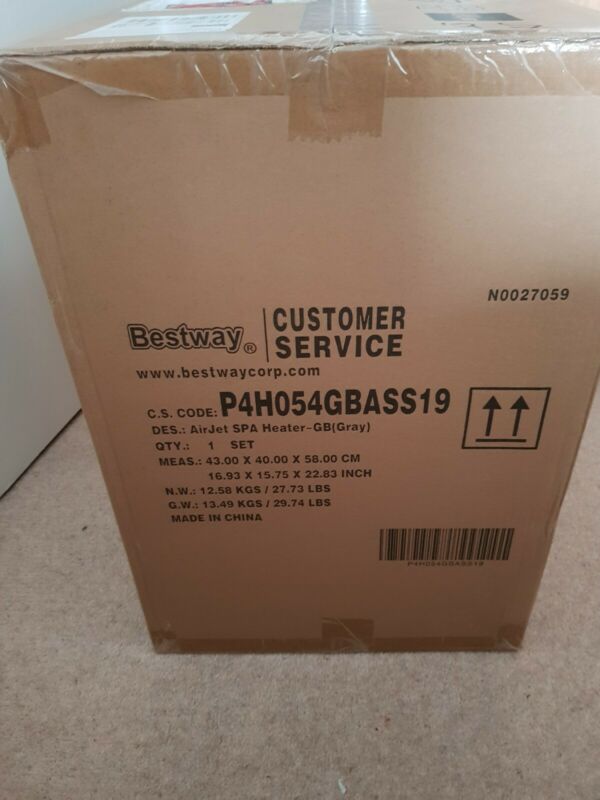 N0027059
Bestway® CUSTOMER SERVICE
www.bestwaycorp.com
C.S. CODE: P4H054GBASS19
DES.: AirJet SPA Heater-GB(Gray)
QTY.: 1 SET
MEAS.: 43.00 X 40.00 X 58.00 CM
16.93 X 15.75 X 22.83 INCH
N.W.: 12.58 KGS / 27.73 LBS
G.W.: 13.49 KGS / 29.74 LBS
MADE IN CHINA
P4H054GBASS19